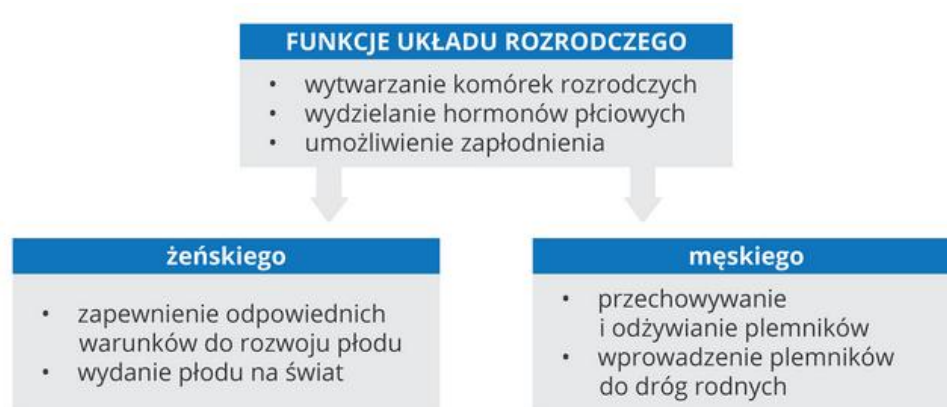 FUNKCJE UKŁADU ROZRODCZEGO
• wytwarzanie komórek rozrodczych
• wydzielanie hormonów płciowych
• umożliwienie zapłodnienia
żeńskiego
• zapewnienie odpowiednich
warunków do rozwoju płodu
• wydanie płodu na świat
męskiego
• przechowywanie
i odżywianie plemników
• wprowadzenie plemników
do dróg rodnych